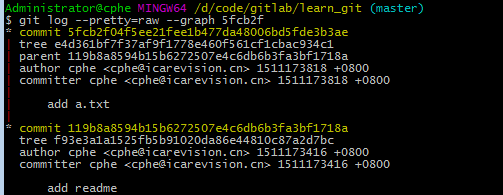 Administrator@cphe MINGW64 /d/code/gitlab/learn_git (master)
$ git log --pretty=raw --graph 5fcb2f
* commit 5fcb2f04f5ee21fee1b477da48006bd5fde3b3ae
| tree e4d361bf7f37af9f1778e460f561cf1cbac934c1
| parent 119b8a8594b15b6272507e4c6db6b3fa3bf1718a
| author cphe <cphe@icarevision.cn> 1511173818 +0800
| committer cphe <cphe@icarevision.cn> 1511173818 +0800
|
|     add a.txt
|
* commit 119b8a8594b15b6272507e4c6db6b3fa3bf1718a
  tree f93e3a1a1525fb5b91020da86e44810c87a2d7bc
  author cphe <cphe@icarevision.cn> 1511173416 +0800
  committer cphe <cphe@icarevision.cn> 1511173416 +0800

      add readme